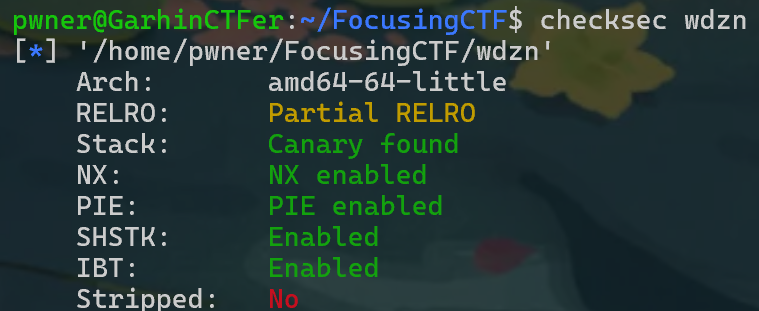 pwner@GarhinCTFer:~/FocusingCTF$ checksec wdzn
[*] '/home/pwner/FocusingCTF/wdzn'
    Arch:       amd64-64-little
    RELRO:      Partial RELRO
    Stack:      Canary found
    NX:         NX enabled
    PIE:        PIE enabled
    SHSTK:      Enabled
    IBT:        Enabled
    Stripped:   No